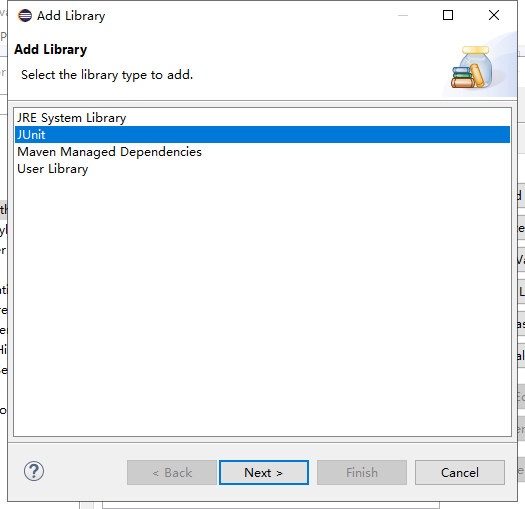 Add Library
Add Library
Select the library type to add.
JRE System Library
JUnit
Maven Managed Dependencies
User Library
?
< Back
Next >
Finish
Cancel